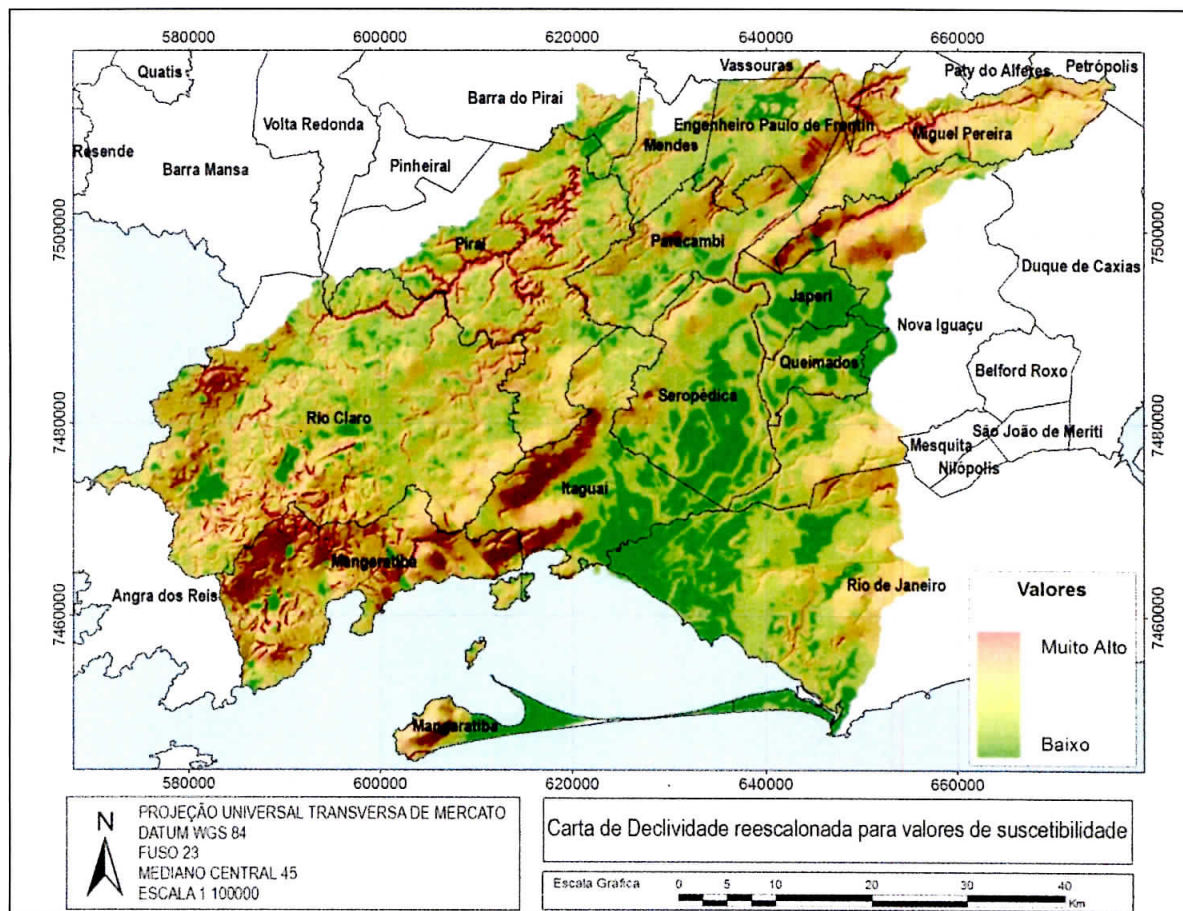 580000 600000 620000 640000 660000
Quatis
Vassouras
Paty do Alferes
Petrópolis
Barra do Piraí
Volta Redonda
Engenheiro Paulo de Frontin
Miguel Pereira
Mendes
Resende
Barra Mansa
Pinheiral
7500000
Piraí
Paracambi
7500000
Duque de Caxias
Japeri
Nova Iguaçu
Queimados
Belford Roxo
Seropédica
7480000
Rio Claro
7480000
São João de Meriti
Mesquita
Nilópolis
Itaguaí
Mangaratiba
Angra dos Reis
Rio de Janeiro
7460000
7460000
Valores
Muito Alto
Baixo
Mangaratiba
580000 600000 620000 640000 660000
N
PROJEÇÃO UNIVERSAL TRANSVERSA DE MERCATO
DATUM WGS 84
FUSO 23
MEDIANO CENTRAL 45
ESCALA 1 100000
Carta de Declividade reescalonada para valores de suscetibilidade
Escala Gráfica
0 5 10 20 30 40
Km